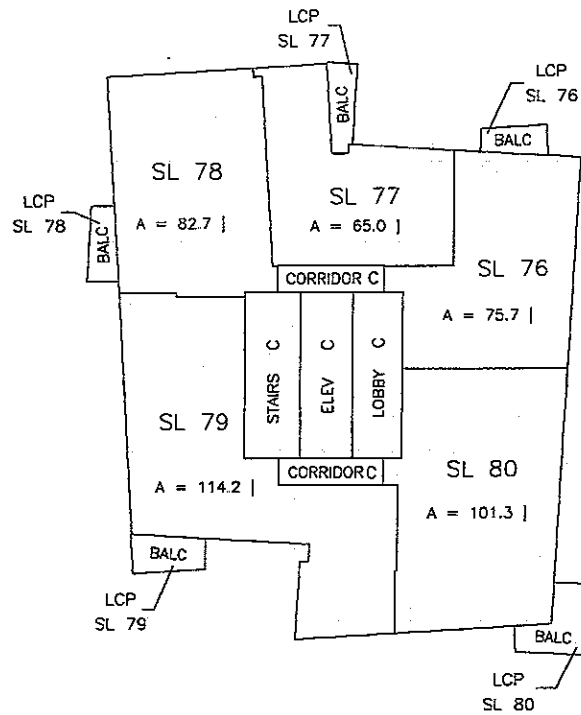 LCP
SL 77
BALC
LCP
SL 76
BALC
SL 78
A = 82.7
SL 77
A = 65.0
LCP
SL 78
BALC
SL 76
A = 75.7
CORRIDOR C
STAIRS C
ELEV C
LOBBY C
SL 79
A = 114.2
CORRIDOR C
SL 80
A = 101.3
BALC
LCP
SL 79
BALC
LCP
SL 80